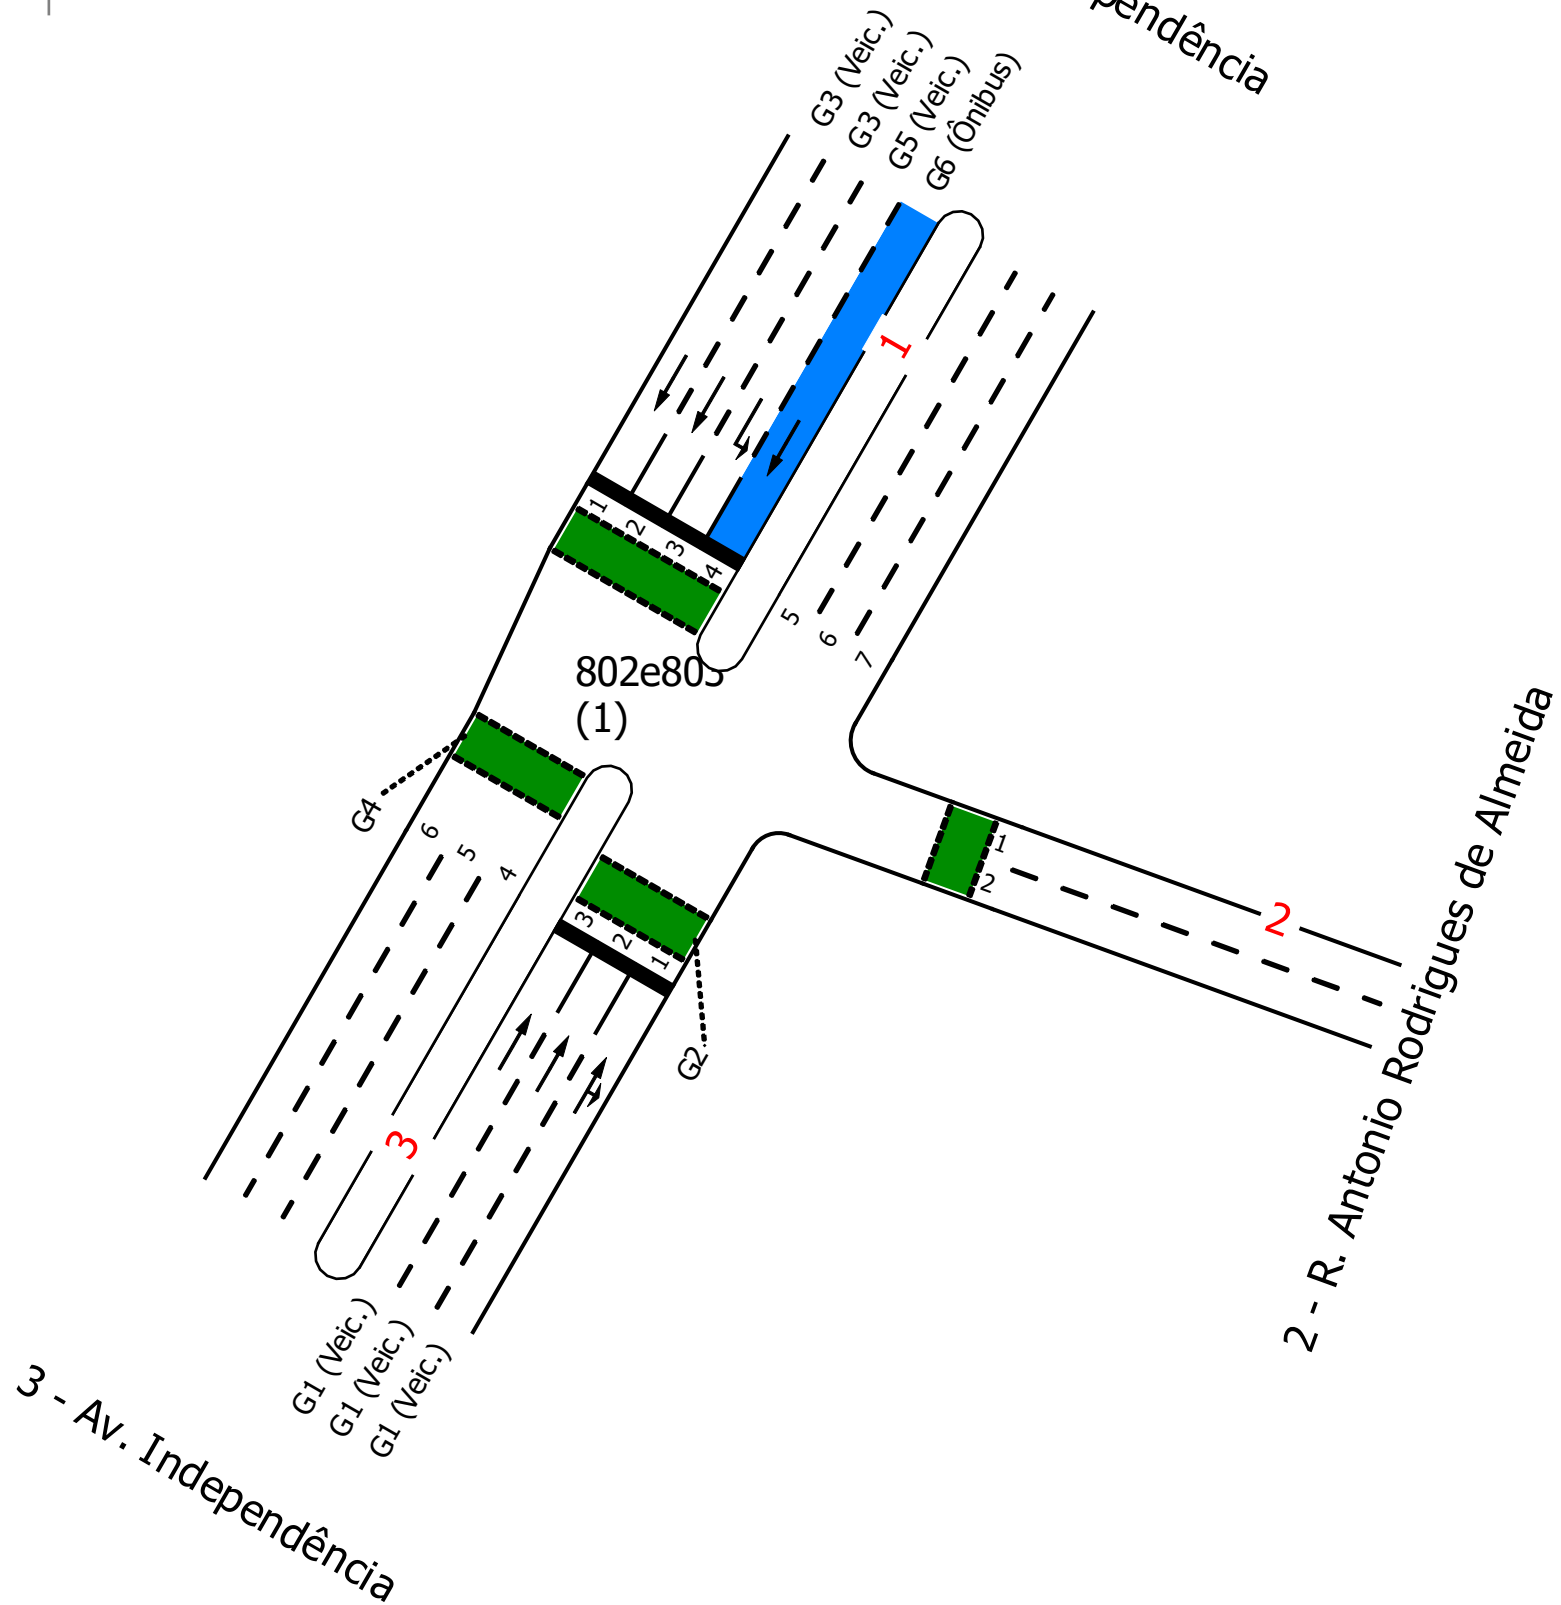 pendência
G3 (Veic.)
G3 (Veic.)
G5 (Veic.)
G6 (Ônibus)
1
1
2
3
4
5
6
7
802e803
(1)
G4
6
5
4
3
2
1
1
2
2
G2
3
2 - R. Antonio Rodrigues de Almeida
G1 (Veic.)
G1 (Veic.)
G1 (Veic.)
3 - Av. Independência